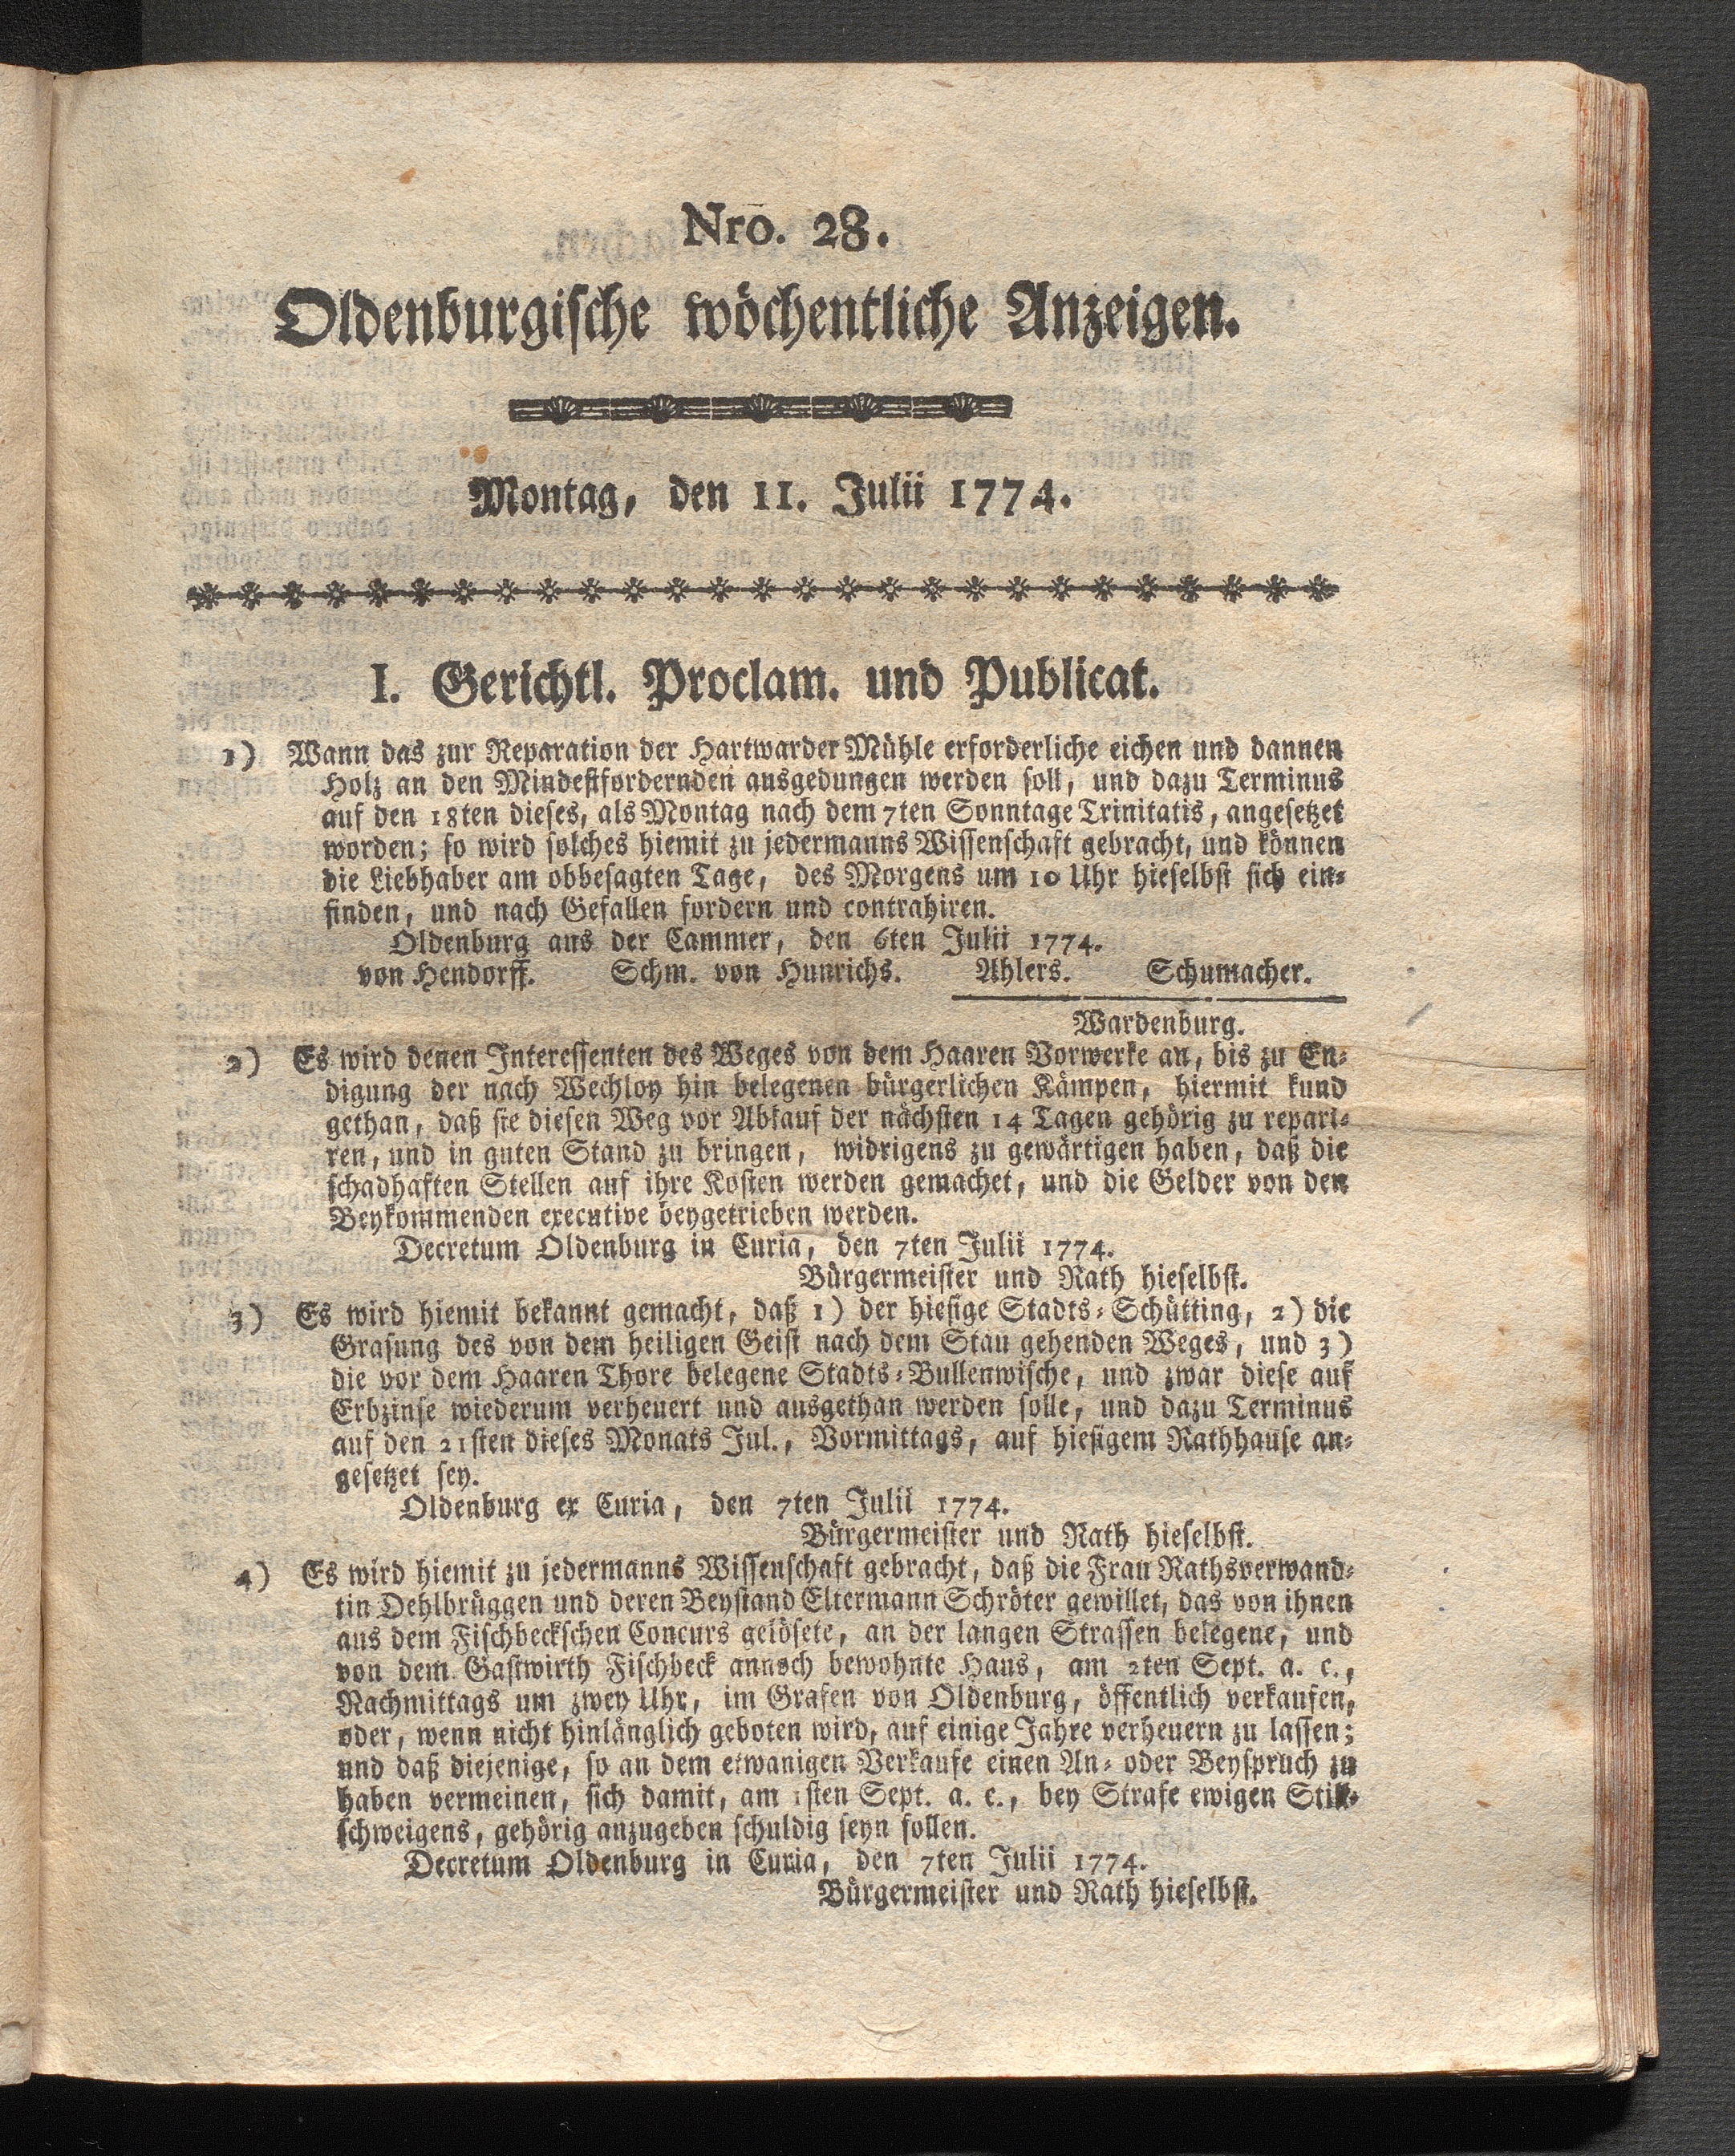 Nro. 28.
Oldenburgische wöchentliche Anzeigen.
Montag, den 11. Julii 1774.
I. Gerichtl. Proclam. und Publicat.
1) Wann das zur Reparation der Hartwarder Mühle erforderliche eichen und dannen
Holz an den Mindestfordernden ausgedungen werden soll, und dazu Terminus
auf den 18ten dieses, als Montag nach dem 7ten Sonntage Trinitatis, angesetzet
worden; so wird solches hiemit zu jedermanns Wissenschaft gebracht, und können
die Liebhaber am obbesagten Tage, des Morgens um 10 Uhr hieselbst sich ein-
finden, und nach Gefallen fordern und contrahiren.
Oldenburg aus der Cammer, den 6ten Julii 1774.
von Hendorff. Schm. von Hunrichs. Ahlers. Schumacher.
Wardenburg.
2) Es wird denen Interessenten des Weges von dem Haaren Vorwerke an, bis zu En-
digung der nach Wechloy hin belegenen bürgerlichen Kämpen, hiermit kund
gethan, daß sie diesen Weg vor Ablauf der nächsten 14 Tagen gehörig zu repari-
ren, und in guten Stand zu bringen, widrigens zu gewärtigen haben, daß die
schadhaften Stellen auf ihre Kosten werden gemachet, und die Gelder von den
Beykommenden executive beygetrieben werden.
Decretum Oldenburg in Curia, den 7ten Julii 1774.
Bürgermeister und Rath hieselbst.
3) Es wird hiemit bekannt gemacht, daß 1) der hiesige Stadts-Schütting, 2) die
Grasung des von dem heiligen Geist nach dem Stau gehenden Weges, und 3)
die vor dem Haaren Thore belegene Stadts-Bullenwische, und zwar diese auf
Erbzinse wiederum verheuert und ausgethan werden solle, und dazu Terminus
auf den 21sten dieses Monats Jul., Vormittags, auf hiesigem Rathhause an-
gesetzet sey.
Oldenburg ex Curia, den 7ten Julii 1774.
Bürgermeister und Rath hieselbst.
4) Es wird hiemit zu jedermanns Wissenschaft gebracht, daß die Frau Rathsverwand-
tin Oehlbrüggen und deren Beystand Eltermann Schröter gewillet, das von ihnen
aus dem Fischbeckschen Concurs gelösete, an der langen Strassen belegene, und
von dem Gastwirth Fischbeck annoch bewohnte Haus, am 2ten Sept. a. c.,
Nachmittags um zwey Uhr, im Grafen von Oldenburg, öffentlich verkaufen,
oder, wenn nicht hinlänglich geboten wird, auf einige Jahre verheuern zu lassen;
und daß diejenige, so an dem etwanigen Verkaufe einen An- oder Beyspruch zu
haben vermeinen, sich damit, am 1sten Sept. a. c., bey Strafe ewigen Still-
schweigens, gehörig anzugeben schuldig seyn sollen.
Decretum Oldenburg in Curia, den 7ten Julii 1774.
Bürgermeister und Rath hieselbst.